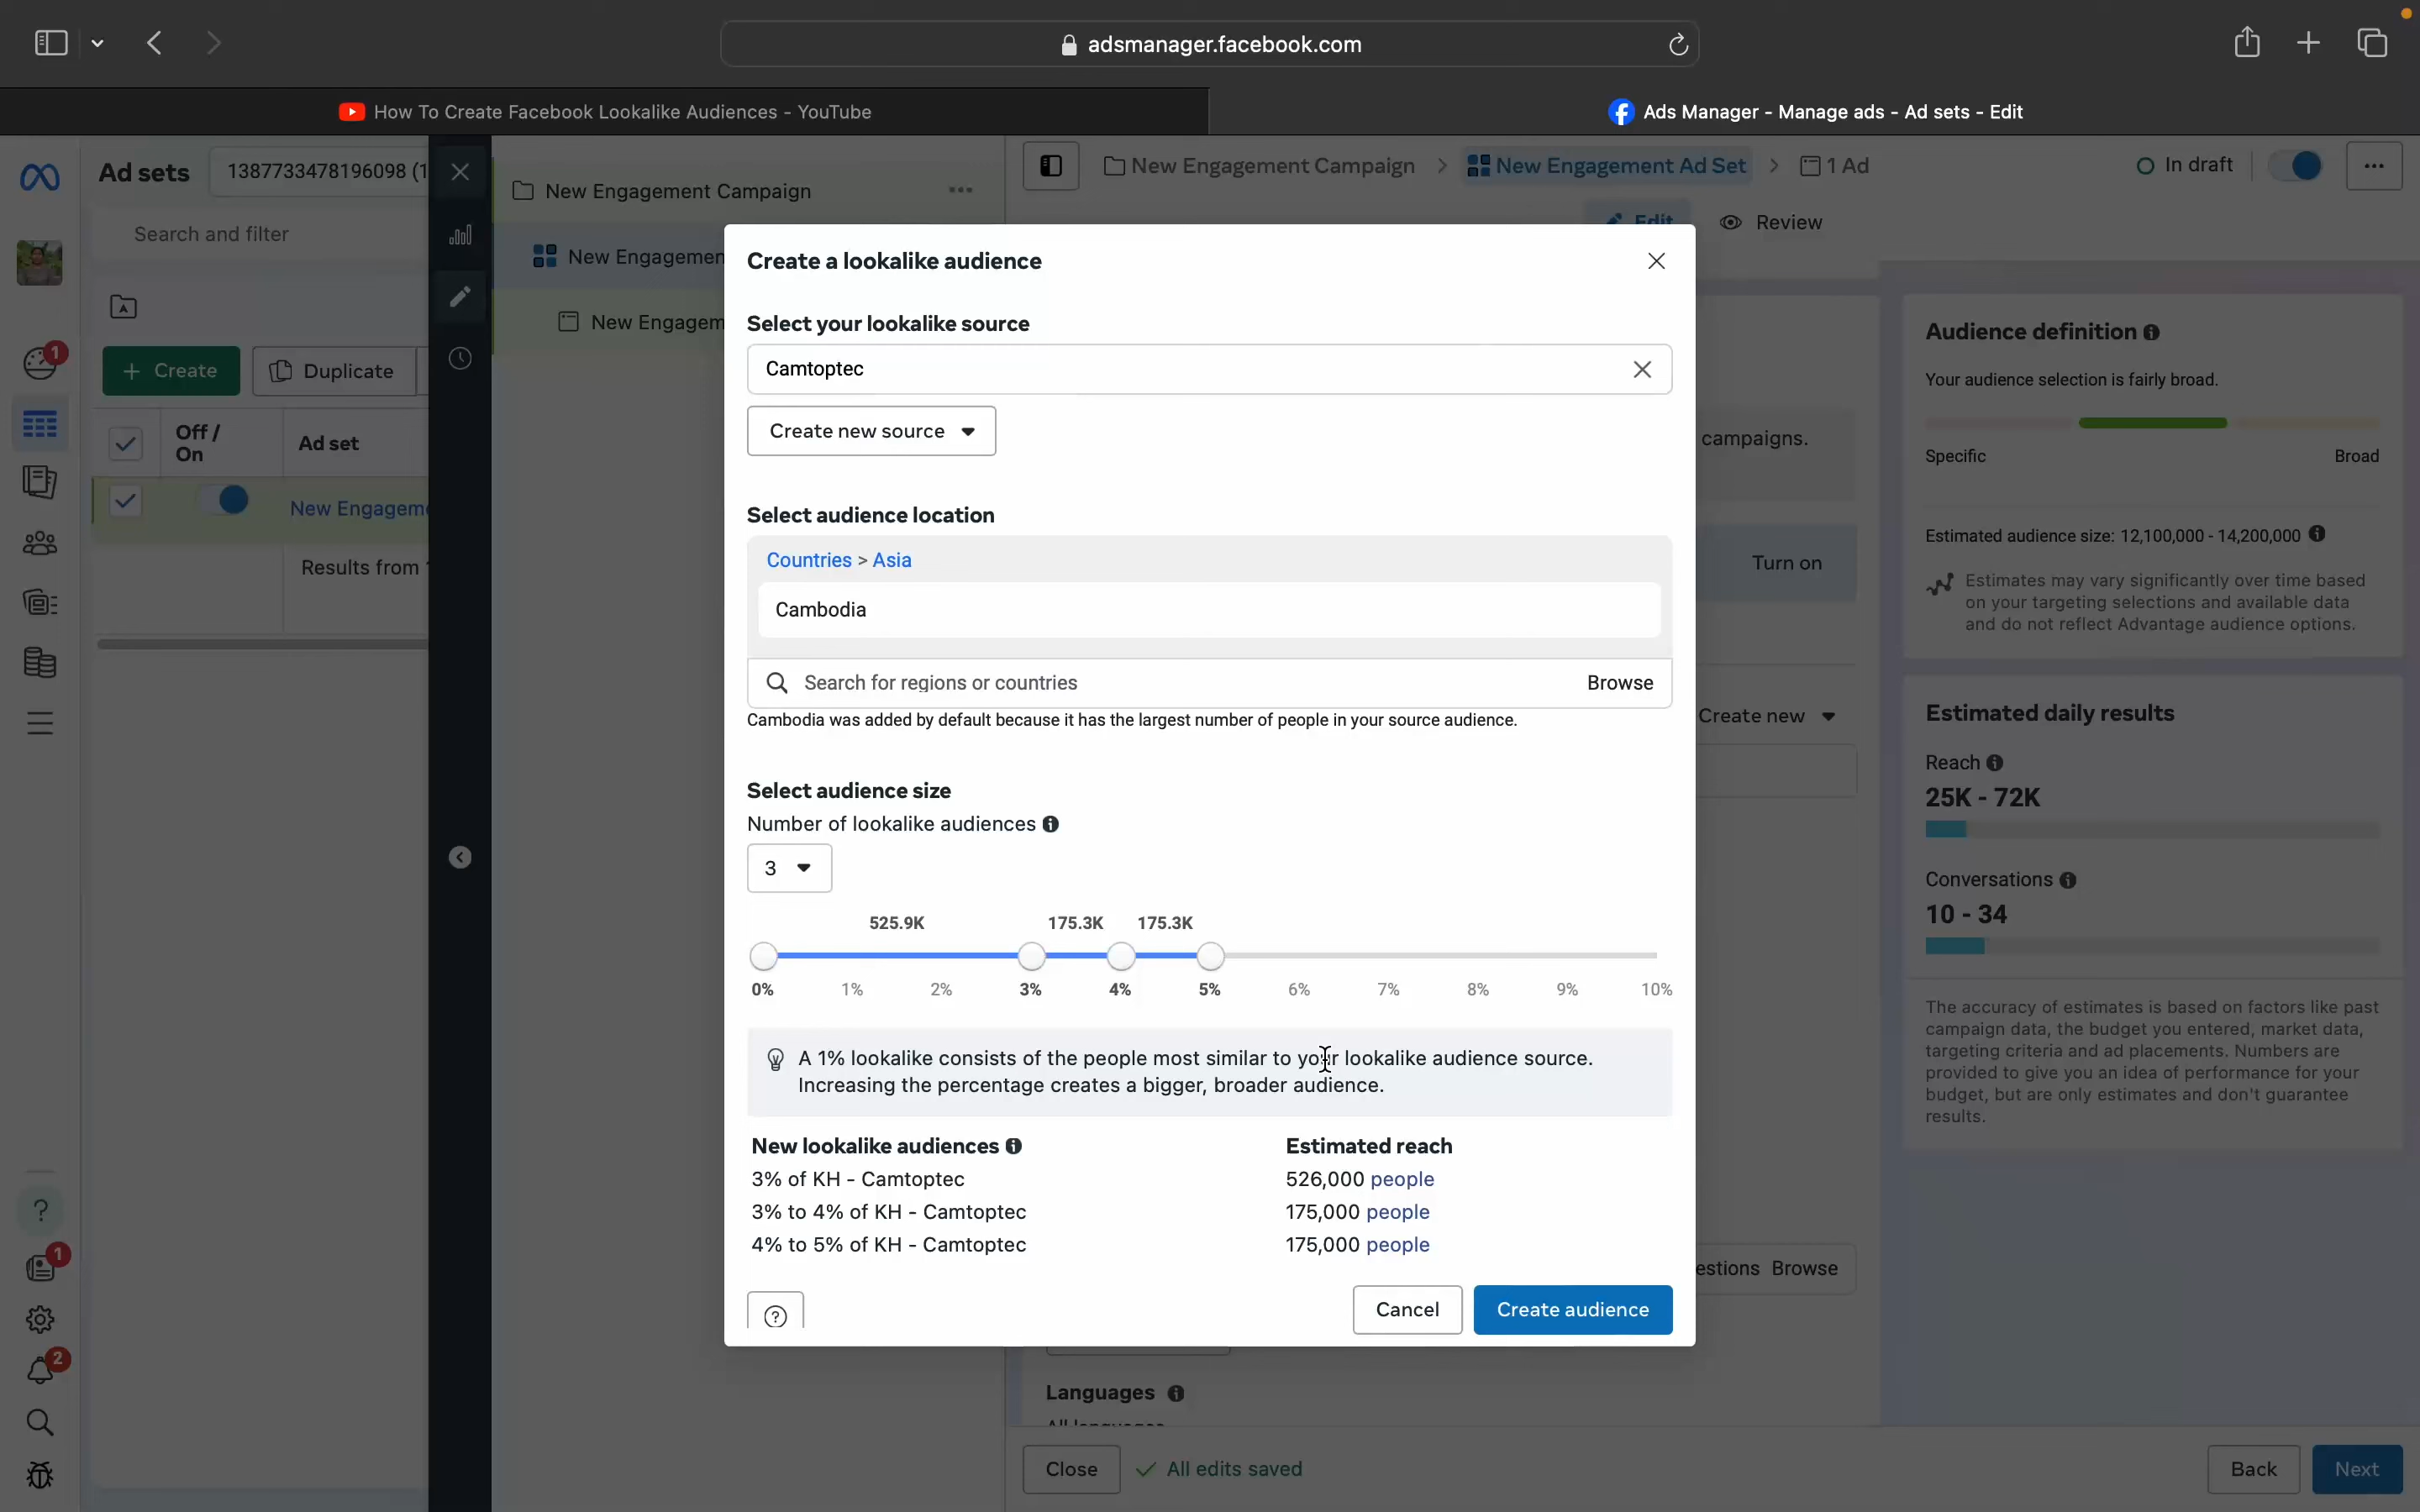 adsmanager.facebook.com
How To Create Facebook Lookalike Audiences - YouTube
Ads Manager - Manage ads - Ad sets - Edit
Ad sets
1387733478196098 (1
Search and filter
+ Create
Duplicate
Off / On
Ad set
New Engagem
Results from
1
1
2
New Engagement Campaign
New Engagemen
New Engagem
New Engagement Campaign
New Engagement Ad Set
1 Ad
In draft
Edit
Review
Create a lookalike audience
Select your lookalike source
Camtoptec
Create new source
Select audience location
Countries > Asia
Cambodia
Search for regions or countries
Browse
Cambodia was added by default because it has the largest number of people in your source audience.
Select audience size
Number of lookalike audiences
3
525.9K
175.3K
175.3K
0%
1%
2%
3%
4%
5%
6%
7%
8%
9%
10%
A 1% lookalike consists of the people most similar to your lookalike audience source.
Increasing the percentage creates a bigger, broader audience.
New lookalike audiences
Estimated reach
3% of KH - Camtoptec
526,000 people
3% to 4% of KH - Camtoptec
175,000 people
4% to 5% of KH - Camtoptec
175,000 people
Cancel
Create audience
campaigns.
Turn on
Create new
estions
Browse
Languages
Close
All edits saved
Back
Next
Audience definition
Your audience selection is fairly broad.
Specific
Broad
Estimated audience size: 12,100,000 - 14,200,000
Estimates may vary significantly over time based
on your targeting selections and available data
and do not reflect Advantage audience options.
Estimated daily results
Reach
25K - 72K
Conversations
10 - 34
The accuracy of estimates is based on factors like past
campaign data, the budget you entered, market data,
targeting criteria and ad placements. Numbers are
provided to give you an idea of performance for your
budget, but are only estimates and don't guarantee
results.